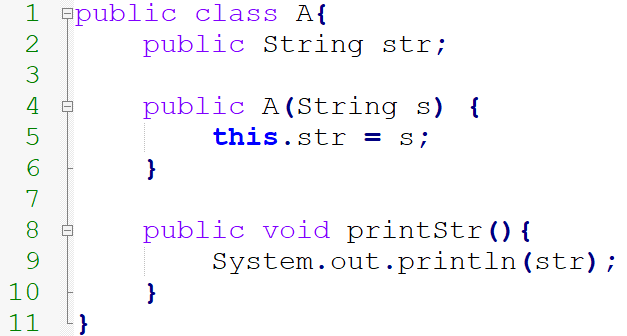 1 public class A{
2     public String str;
3
4     public A(String s) {
5         this.str = s;
6     }
7
8     public void printStr(){
9         System.out.println(str);
10     }
11 }